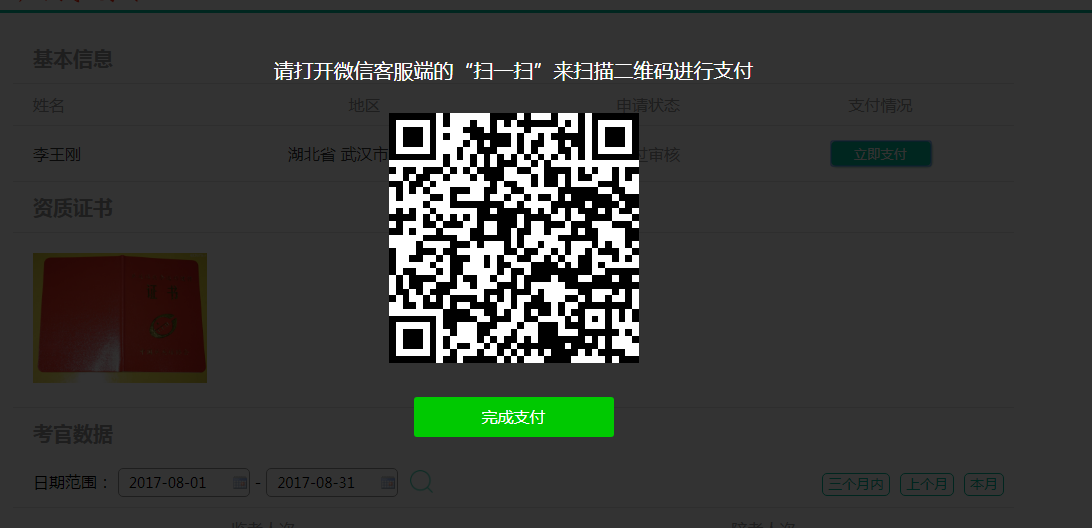 基本信息
请打开微信客服端的“扫一扫”来扫描二维码进行支付
姓名 地区 申请状态 支付情况
李王刚 湖北省 武汉市 过审核 立即支付
资质证书
完成支付
考官数据
日期范围： 2017-08-01 - 2017-08-31 三个月内 上个月 本月